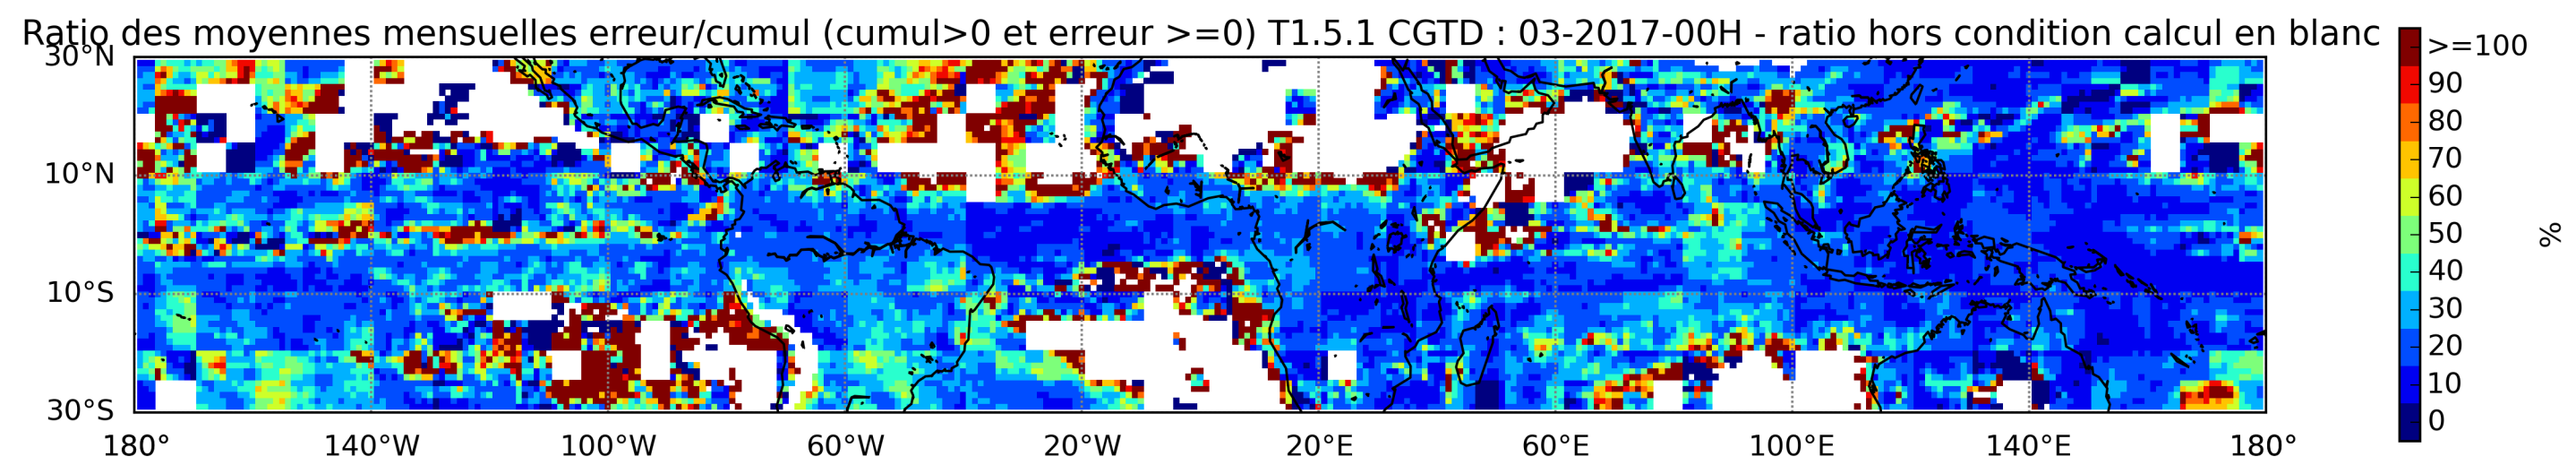 Ratio des moyennes mensuelles erreur/cumul (cumul>0 et erreur >=0) T1.5.1 CGTD : 03-2017-00H - ratio hors condition calcul en blanc
30°N
10°N
10°S
30°S
180°
140°W
100°W
60°W
20°W
20°E
60°E
100°E
140°E
180°
>=100
90
80
70
60
50
40
30
20
10
0
%